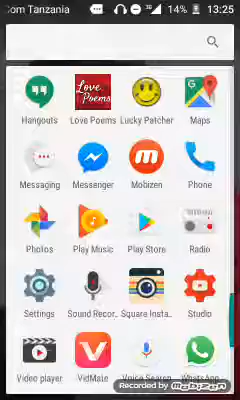 om Tanzania 14% 13:25
Love Poems
Hangouts Love Poems Lucky Patcher Maps
Messaging Messenger Mobizen Phone
Photos Play Music Play Store Radio
Settings Sound Recor.. Square Insta.. Studio
Video player VidMate Voice Search WhatsApp
Recorded by Mobizen